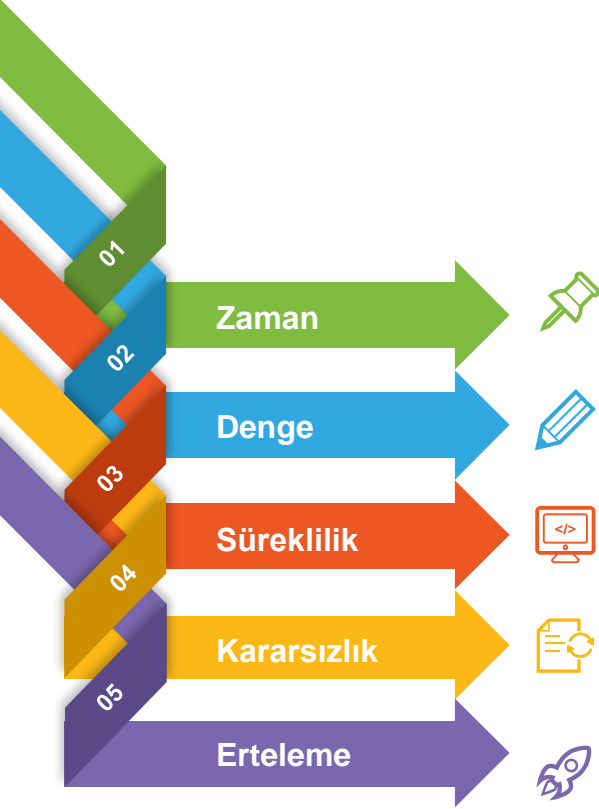 01
Zaman
02
Denge
03
</>
Süreklilik
04
Kararsızlık
05
Erteleme